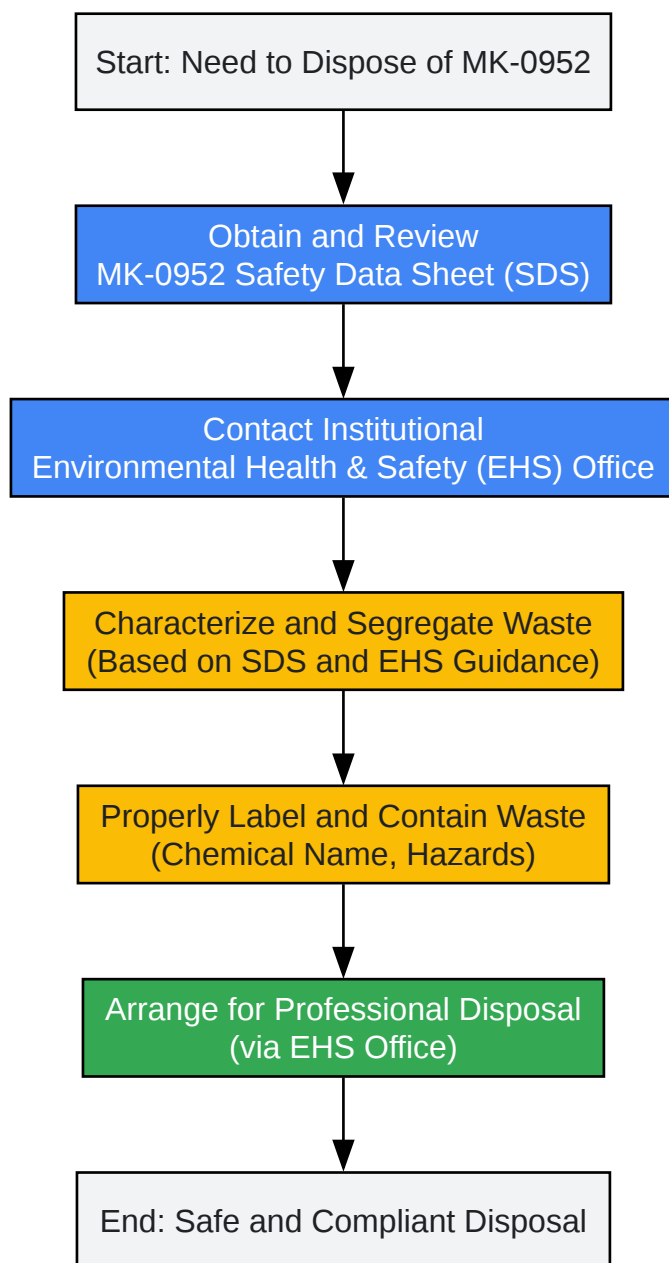 Start: Need to Dispose of MK-0952
Obtain and Review
MK-0952 Safety Data Sheet (SDS)
Contact Institutional
Environmental Health & Safety (EHS) Office
Characterize and Segregate Waste
(Based on SDS and EHS Guidance)
Properly Label and Contain Waste
(Chemical Name, Hazards)
Arrange for Professional Disposal
(via EHS Office)
End: Safe and Compliant Disposal